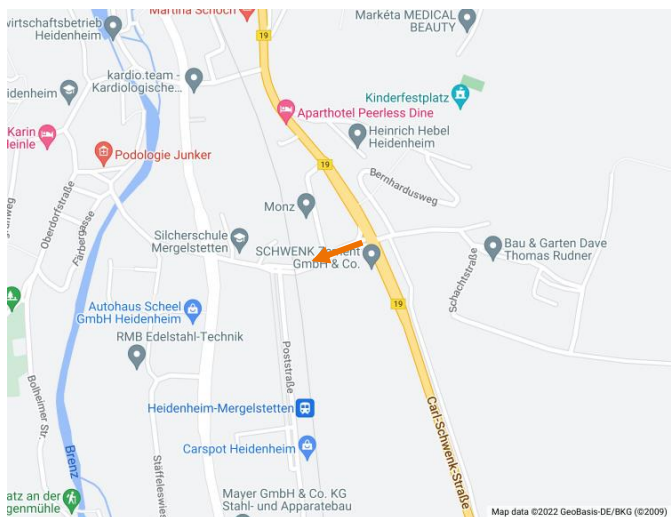 Martina Schoch
Markéta MEDICAL
BEAUTY
virtschaftsbetrieb
Heidenheim
19
kardio.team -
Kardiologische...
idenheim
Kinderfestplatz
Aparthotel Peerless Dine
Karin
leinle
Heinrich Hebel
Heidenheim
Podologie Junker
19
Bernhardusweg
Oberdorfstraße
Färbergasse
Monz
Silcherschule
Mergelstetten
SCHWENK Zement
GmbH & Co.
Bau & Garten Dave
Thomas Rudner
Schachtstraße
Autohaus Scheel
GmbH Heidenheim
19
RMB Edelstahl-Technik
Poststraße
Bolheimer Str.
Heidenheim-Mergelstetten
Carl-Schwenk-Straße
Carspot Heidenheim
Brenz
Stäffeleswies
atz an der
genmühle
Mayer GmbH & Co. KG
Stahl- und Apparatebau
Map data ©2022 GeoBasis-DE/BKG (©2009)